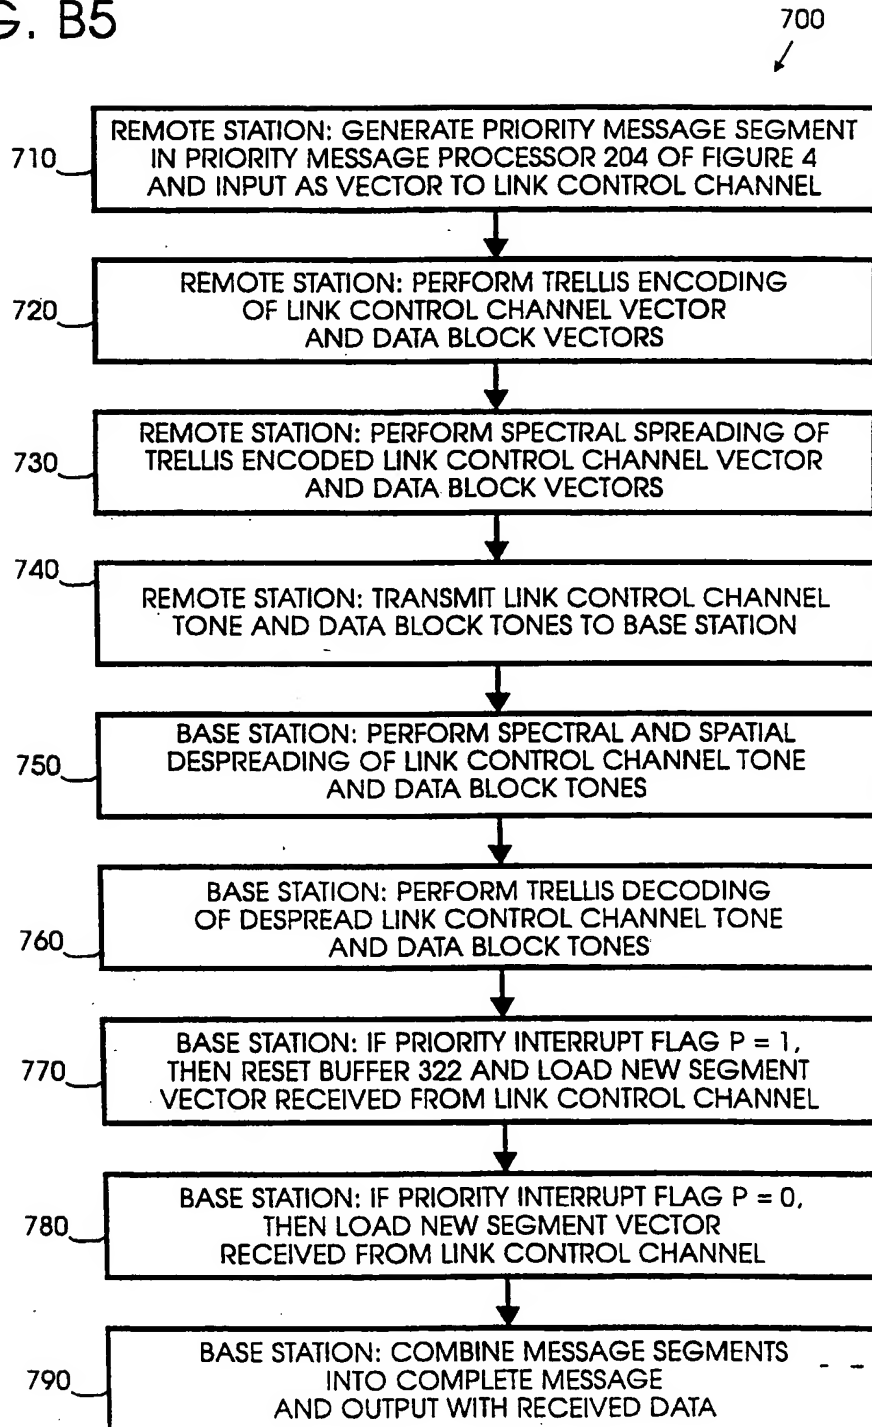 G. B5
700
710
REMOTE STATION: GENERATE PRIORITY MESSAGE SEGMENT
IN PRIORITY MESSAGE PROCESSOR 204 OF FIGURE 4
AND INPUT AS VECTOR TO LINK CONTROL CHANNEL
720
REMOTE STATION: PERFORM TRELLIS ENCODING
OF LINK CONTROL CHANNEL VECTOR
AND DATA BLOCK VECTORS
730
REMOTE STATION: PERFORM SPECTRAL SPREADING OF
TRELLIS ENCODED LINK CONTROL CHANNEL VECTOR
AND DATA BLOCK VECTORS
740
REMOTE STATION: TRANSMIT LINK CONTROL CHANNEL
TONE AND DATA BLOCK TONES TO BASE STATION
750
BASE STATION: PERFORM SPECTRAL AND SPATIAL
DESPREADING OF LINK CONTROL CHANNEL TONE
AND DATA BLOCK TONES
760
BASE STATION: PERFORM TRELLIS DECODING
OF DESPREAD LINK CONTROL CHANNEL TONE
AND DATA BLOCK TONES
770
BASE STATION: IF PRIORITY INTERRUPT FLAG P = 1,
THEN RESET BUFFER 322 AND LOAD NEW SEGMENT
VECTOR RECEIVED FROM LINK CONTROL CHANNEL
780
BASE STATION: IF PRIORITY INTERRUPT FLAG P = 0,
THEN LOAD NEW SEGMENT VECTOR
RECEIVED FROM LINK CONTROL CHANNEL
790
BASE STATION: COMBINE MESSAGE SEGMENTS
INTO COMPLETE MESSAGE
AND OUTPUT WITH RECEIVED DATA